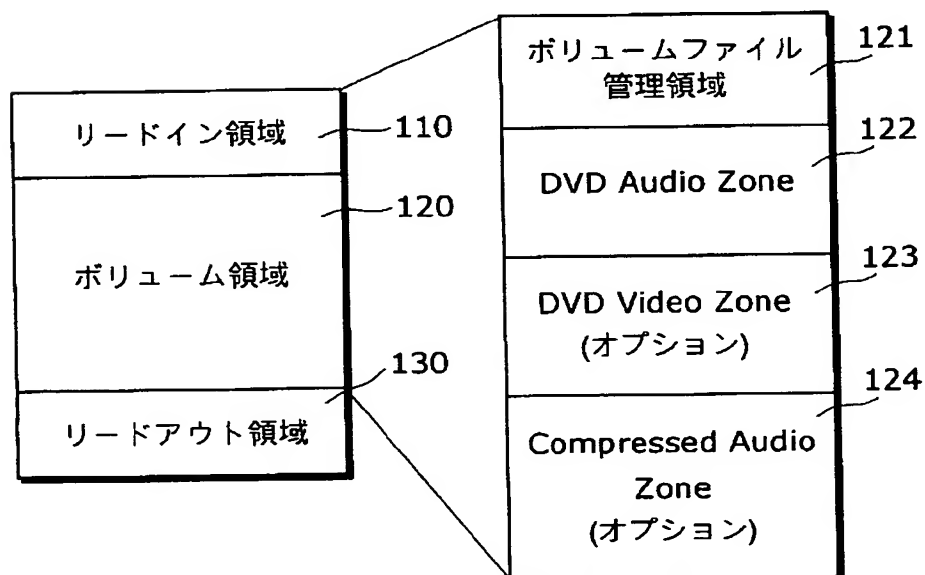 リードイン領域
110
120
ボリューム領域
130
リードアウト領域
ボリュームファイル
管理領域
121
122
DVD Audio Zone
123
DVD Video Zone
(オプション)
124
Compressed Audio
Zone
(オプション)